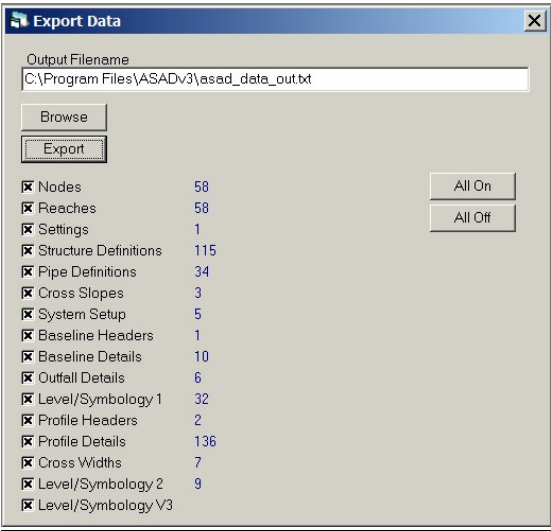 Export Data
Output Filename
C:\Program Files\ASADv3\asad_data_out.txt
Browse
Export
All On
All Off
Nodes 58
Reaches 58
Settings 1
Structure Definitions 115
Pipe Definitions 34
Cross Slopes 3
System Setup 5
Baseline Headers 1
Baseline Details 10
Outfall Details 6
Level/Symbology 1 32
Profile Headers 2
Profile Details 136
Cross Widths 7
Level/Symbology 2 9
Level/Symbology V3